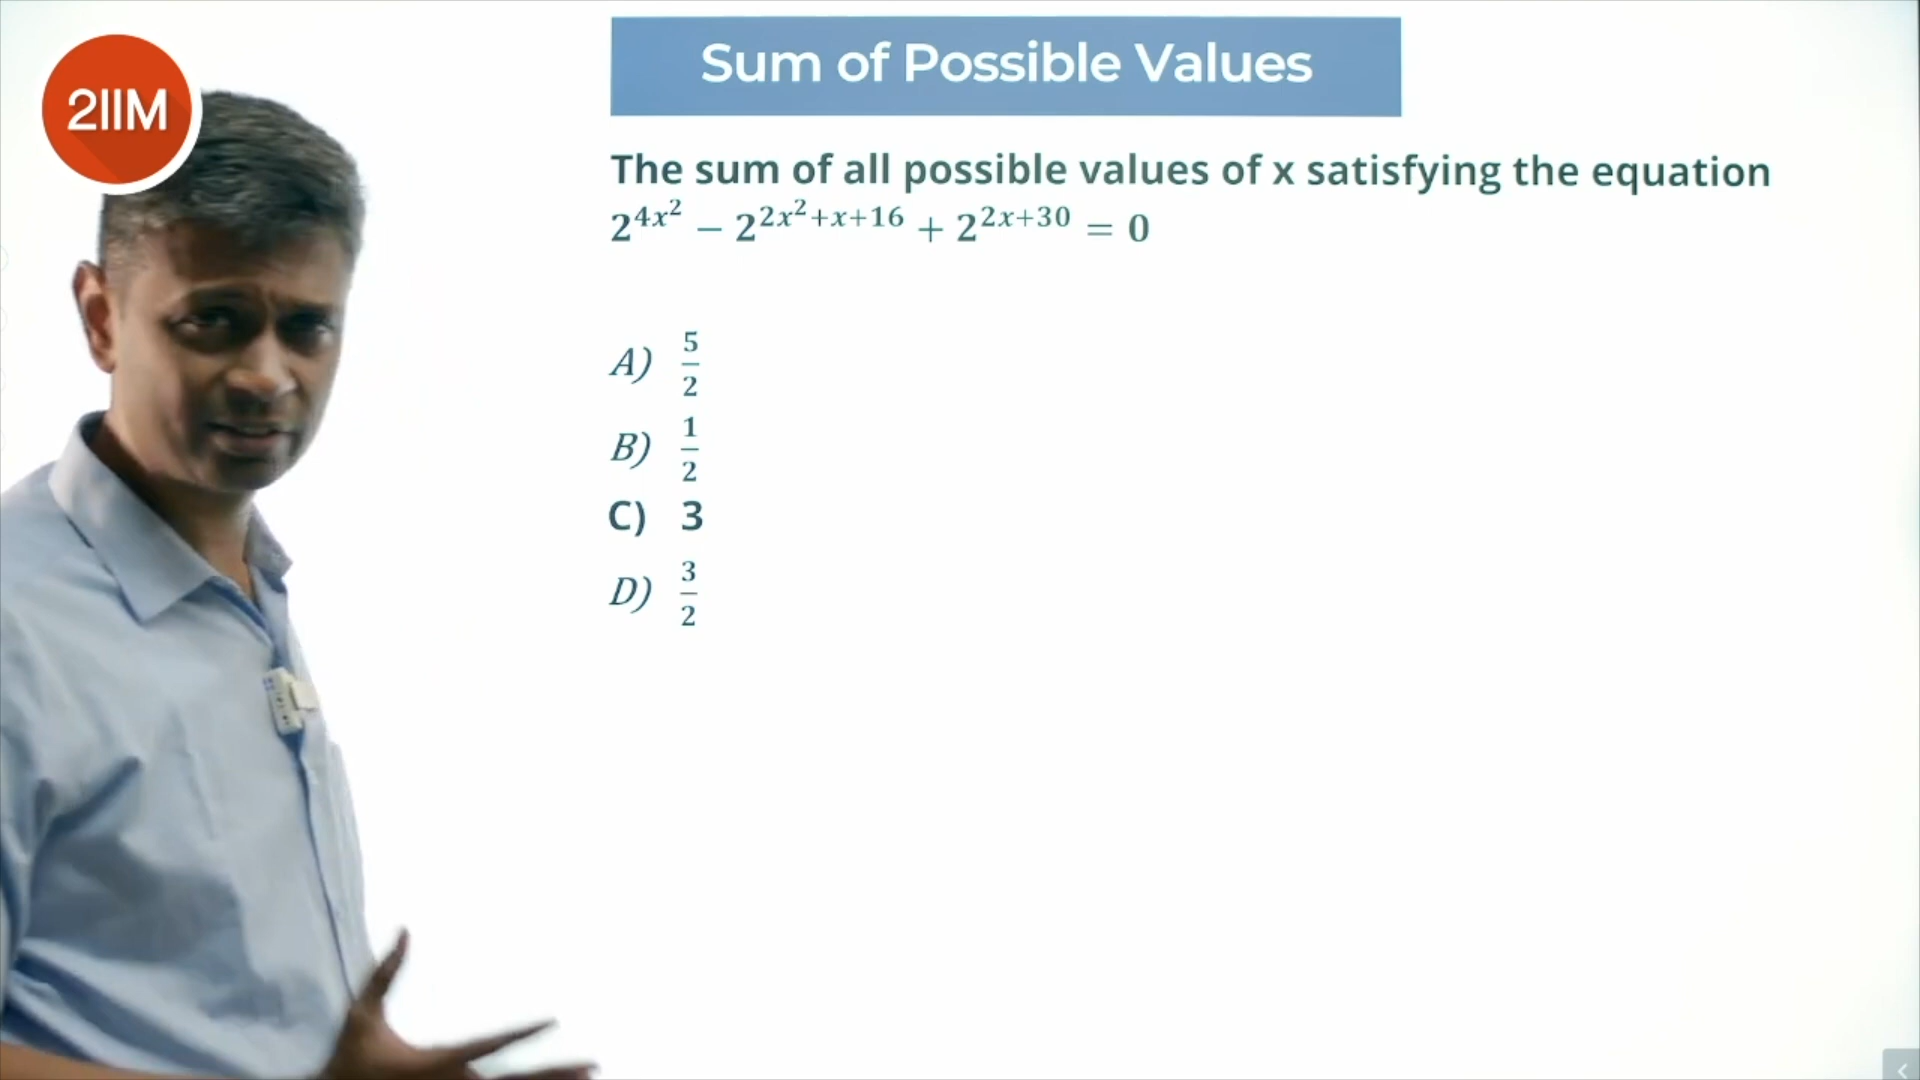 2IIM
Sum of Possible Values
The sum of all possible values of x satisfying the equation
2^{4x^2} − 2^{2x^2+x+16} + 2^{2x+30} = 0
A) 5/2
B) 1/2
C) 3
D) 3/2